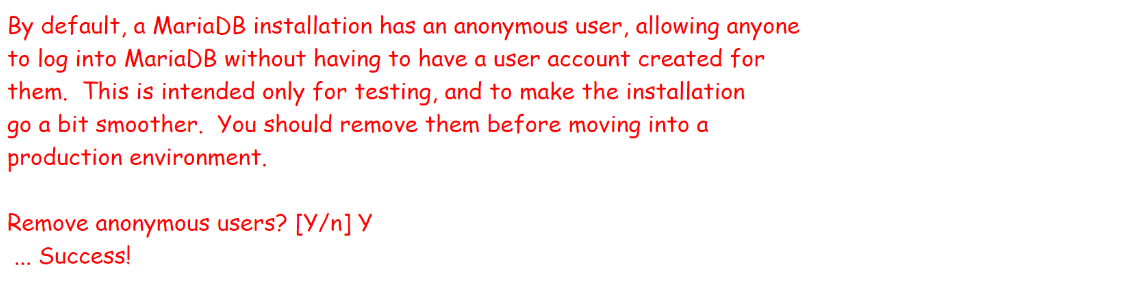 By default, a MariaDB installation has an anonymous user, allowing anyone
to log into MariaDB without having to have a user account created for
them.  This is intended only for testing, and to make the installation
go a bit smoother.  You should remove them before moving into a
production environment.

Remove anonymous users? [Y/n] Y
 ... Success!